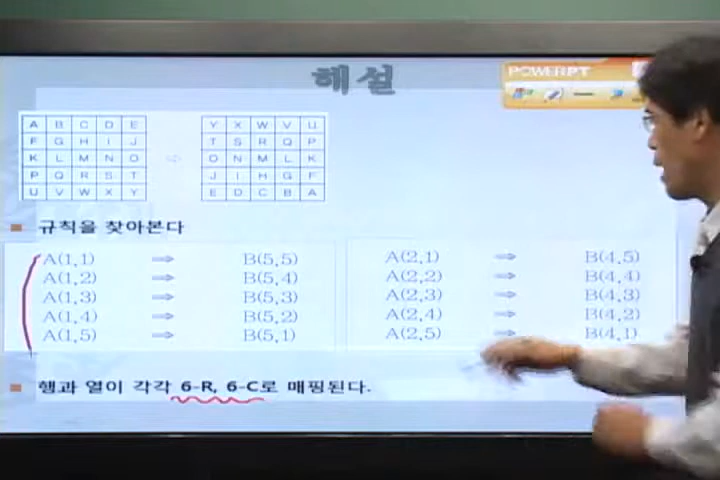 해설
POWERPT
A B C D E Y X W V U
F G H I J T S R Q P
K L M N O O N M L K
P Q R S T J I H G F
U V W X Y E D C B A
규칙을 찾아본다
A(1,1) ⇒ B(5,5) A(2,1) ⇒ B(4,5)
A(1,2) ⇒ B(5,4) A(2,2) ⇒ B(4,4)
A(1,3) ⇒ B(5,3) A(2,3) ⇒ B(4,3)
A(1,4) ⇒ B(5,2) A(2,4) ⇒ B(4,2)
A(1,5) ⇒ B(5,1) A(2,5) ⇒ B(4,1)
행과 열이 각각 6-R, 6-C로 매핑된다.